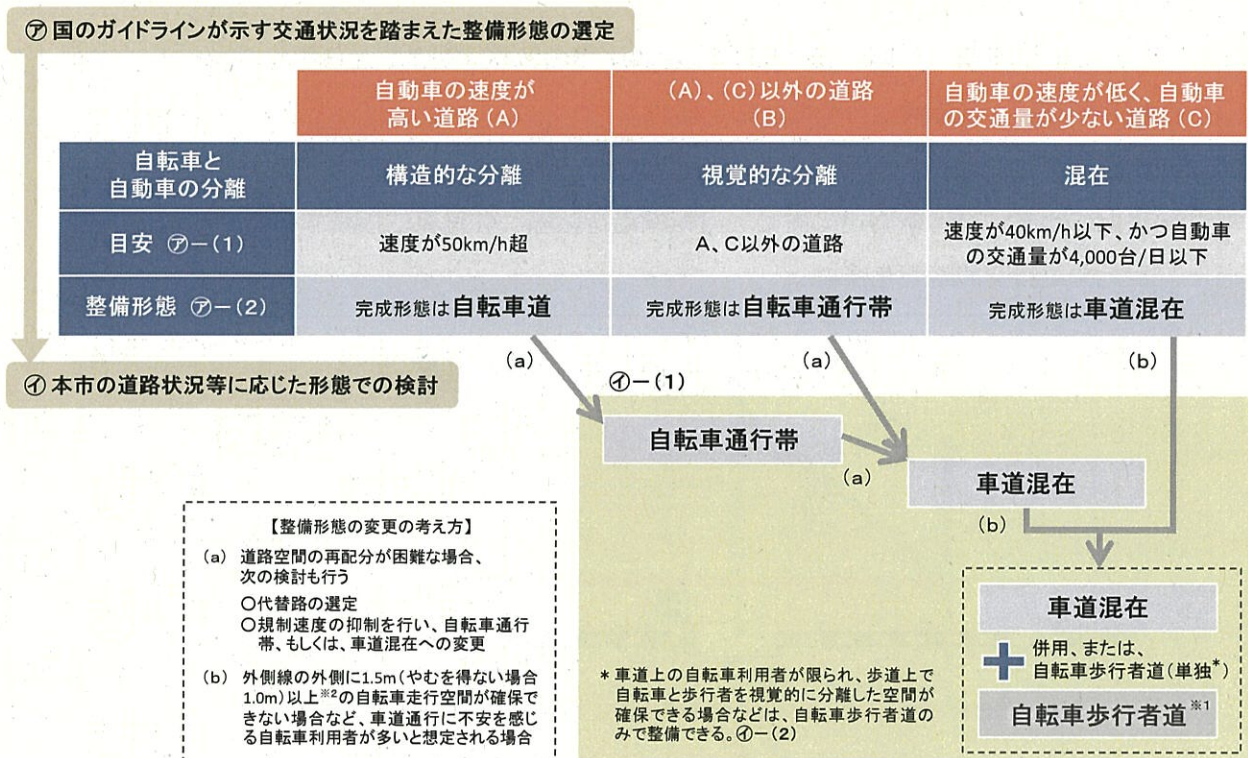 ㋐国のガイドラインが示す交通状況を踏まえた整備形態の選定
自動車の速度が
高い道路(A)
(A)、(C)以外の道路
(B)
自動車の速度が低く、自動車
の交通量が少ない道路(C)
自転車と
自動車の分離
構造的な分離
視覚的な分離
混在
目安 ㋐ー(1)
速度が50km/h超
A、C以外の道路
速度が40km/h以下、かつ自動車
の交通量が4,000台/日以下
整備形態 ㋐ー(2)
完成形態は自転車道
完成形態は自転車通行帯
完成形態は車道混在
(a)
(a)
(b)
㋑本市の道路状況等に応じた形態での検討
㋑ー(1)
自転車通行帯
(a)
車道混在
(b)
【整備形態の変更の考え方】
(a) 道路空間の再配分が困難な場合、
次の検討も行う
○代替路の選定
○規制速度の抑制を行い、自転車通行
帯、もしくは、車道混在への変更
(b) 外側線の外側に1.5m(やむを得ない場合
1.0m)以上※2の自転車走行空間が確保で
きない場合など、車道通行に不安を感じ
る自転車利用者が多いと想定される場合
*車道上の自転車利用者が限られ、歩道上で
自転車と歩行者を視覚的に分離した空間が
確保できる場合などは、自転車歩行者道の
みで整備できる。㋑ー(2)
車道混在
+ 併用、または、
自転車歩行者道(単独*)
自転車歩行者道※1